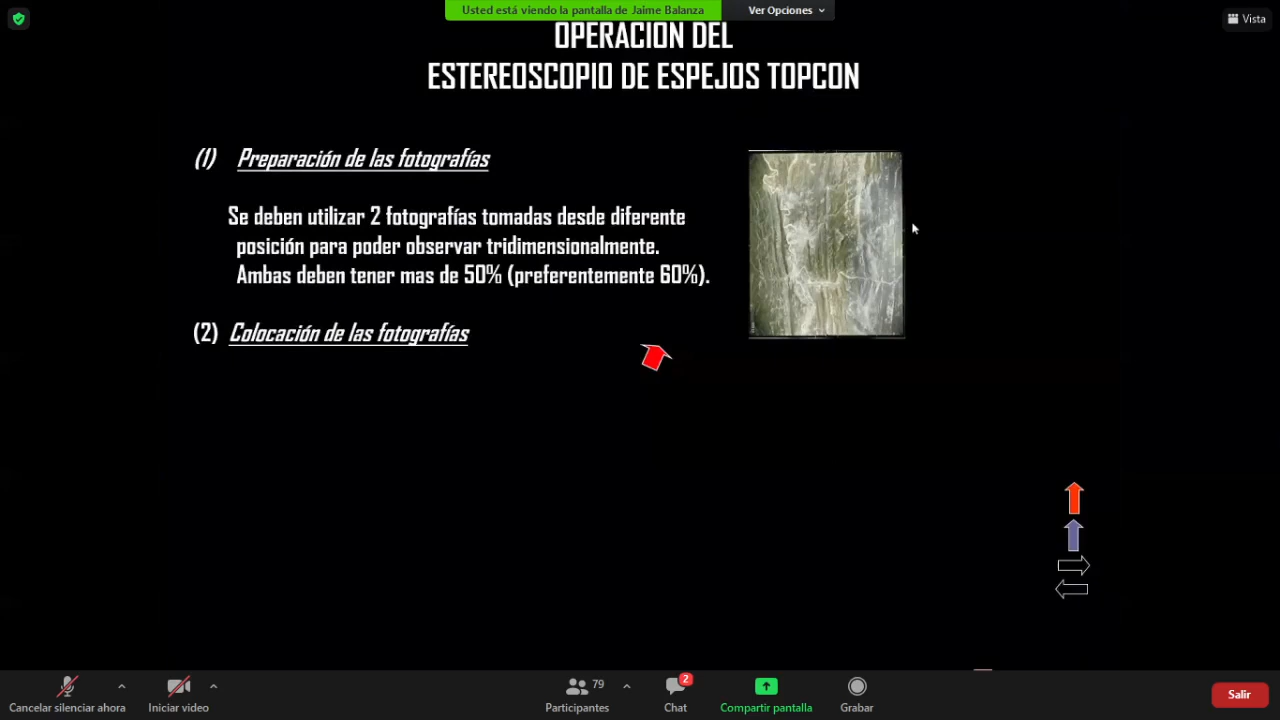 Usted está viendo la pantalla de Jaime Balanza
Ver Opciones
Vista
OPERACION DEL
ESTEREOSCOPIO DE ESPEJOS TOPCON
(1) Preparación de las fotografías
Se deben utilizar 2 fotografías tomadas desde diferente
posición para poder observar tridimensionalmente.
Ambas deben tener mas de 50% (preferentemente 60%).
(2) Colocación de las fotografías
79
2
Cancelar silenciar ahora
Iniciar video
Participantes
Chat
Compartir pantalla
Grabar
Salir